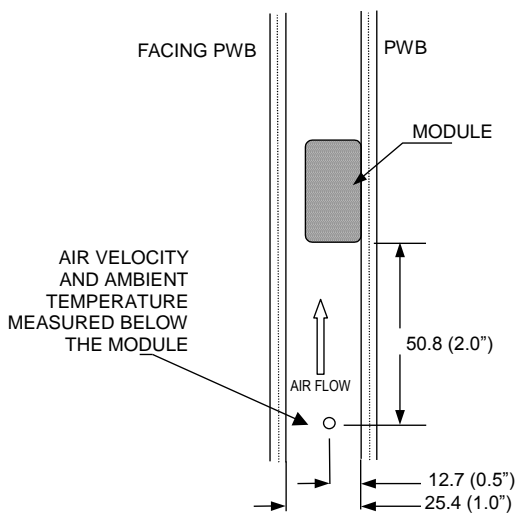 FACING PWB
PWB
MODULE
AIR VELOCITY
AND AMBIENT
TEMPERATURE
MEASURED BELOW
THE MODULE
50.8 (2.0”)
AIR FLOW
12.7 (0.5”)
25.4 (1.0”)